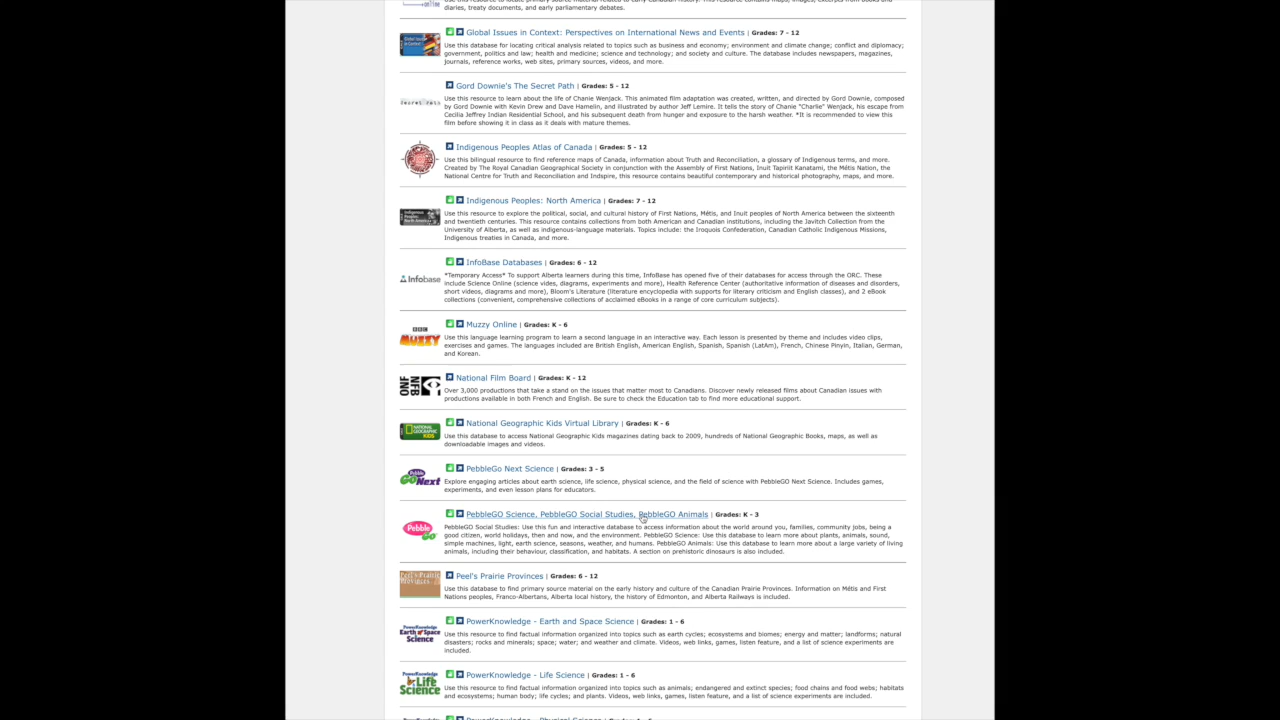 diaries, treaty documents, and early parliamentary debates.
Global Issues in Context: Perspectives on International News and Events | Grades: 7 - 12
Use this database for locating critical analysis related to topics such as business and economy; environment and climate change; conflict and diplomacy;
government, politics and law; health and medicine; science and technology; and society and culture. The database includes newspapers, magazines,
journals, reference works, web sites, primary sources, videos, and more.
Gord Downie's The Secret Path | Grades: 5 - 12
Use this resource to learn about the life of Chanie Wenjack. This animated film adaptation was created, written, and directed by Gord Downie, composed
by Gord Downie with Kevin Drew and Dave Hamelin, and illustrated by author Jeff Lemire. It tells the story of Chanie "Charlie" Wenjack, his escape from
Cecilia Jeffrey Indian Residential School, and his subsequent death from hunger and exposure to the harsh weather. *It is recommended to view this
film before showing it in class as it deals with mature themes.
Indigenous Peoples Atlas of Canada | Grades: 5 - 12
Use this bilingual resource to find reference maps of Canada, information about Truth and Reconciliation, a glossary of Indigenous terms, and more.
Created by The Royal Canadian Geographical Society in conjunction with the Assembly of First Nations, Inuit Tapirit Kanatami, the Métis Nation, the
National Centre for Truth and Reconciliation and Indspire, this resource contains beautiful contemporary and historical photography, maps, and more.
Indigenous Peoples: North America | Grades: 7 - 12
Use this resource to explore the political, social, and cultural history of First Nations, Métis, and Inuit peoples of North America between the sixteenth
and twentieth centuries. This resource contains collections from both American and Canadian institutions, including the Javitch Collection from the
University of Alberta, as well as indigenous-language materials. Topics include: the Iroquois Confederation, Canadian Catholic Indigenous Missions,
Indigenous treaties in Canada, and more.
InfoBase Databases | Grades: 6 - 12
Infobase
*Temporary Access* To support Alberta learners during this time, InfoBase has opened five of their databases for access through the ORC. These
include Science Online (science vides, diagrams, experiments and more), Health Reference Center (authoritative information of diseases and disorders,
short videos, diagrams and more), Bloom's Literature (literature encyclopedia with supports for literary criticism and English classes), and 2 eBook
collections (convenient, comprehensive collections of acclaimed eBooks in a range of core curriculum subjects).
Muzzy Online | Grades: K - 6
BBC
MUZZY
Use this language learning program to learn a second language in an interactive way. Each lesson is presented by theme and includes video clips,
exercises and games. The languages included are British English, American English, Spanish, Spanish (LatAm), French, Chinese Pinyin, Italian, German,
and Korean.
National Film Board | Grades: K - 12
ONF
NFB
Over 3,000 productions that take a stand on the issues that matter most to Canadians. Discover newly released films about Canadian issues with
productions available in both French and English. Be sure to check the Education tab to find more educational support.
National Geographic Kids Virtual Library | Grades: K - 6
Use this database to access National Geographic Kids magazines dating back to 2009, hundreds of National Geographic Books, maps, as well as
downloadable images and videos.
PebbleGo Next Science | Grades: 3 - 5
Pebble
GO Next
Explore engaging articles about earth science, life science, physical science, and the field of science with PebbleGO Next Science. Includes games,
experiments, and even lesson plans for educators.
PebbleGO Science, PebbleGO Social Studies, PebbleGO Animals | Grades: K - 3
Pebble
GO
PebbleGO Social Studies: Use this fun and interactive database to access information about the world around you, families, community jobs, being a
good citizen, world holidays, then and now, and the environment. PebbleGo Science: Use this database to learn more about plants, animals, sound,
simple machines, light, earth science, seasons, weather, and humans. PebbleGO Animals: Use this database to learn more about a large variety of living
animals, including their behaviour, classification, and habitats. A section on prehistoric dinosaurs is also included.
Peel's Prairie Provinces | Grades: 6 - 12
Peel's Prairie
Provinces
Use this database to find primary source material on the early history and culture of the Canadian Prairie Provinces. Information on Métis and First
Nations peoples, Franco-Albertans, Alberta local history, the history of Edmonton, and Alberta Railways is included.
PowerKnowledge - Earth and Space Science | Grades: 1 - 6
PowerKnowledge
Earth & Space
Science
Use this resource to find factual information organized into topics such as earth cycles; ecosystems and biomes; energy and matter; landforms; natural
disasters; rocks and minerals; space; water; and weather and climate. Videos, web links, games, listen feature, and a list of science experiments are
included.
PowerKnowledge - Life Science | Grades: 1 - 6
PowerKnowledge
Life
Science
Use this resource to find factual information organized into topics such as animals; endangered and extinct species; food chains and food webs; habitats
and ecosystems; human body; life cycles; and plants. Videos, web links, games, listen feature, and a list of science experiments are included.